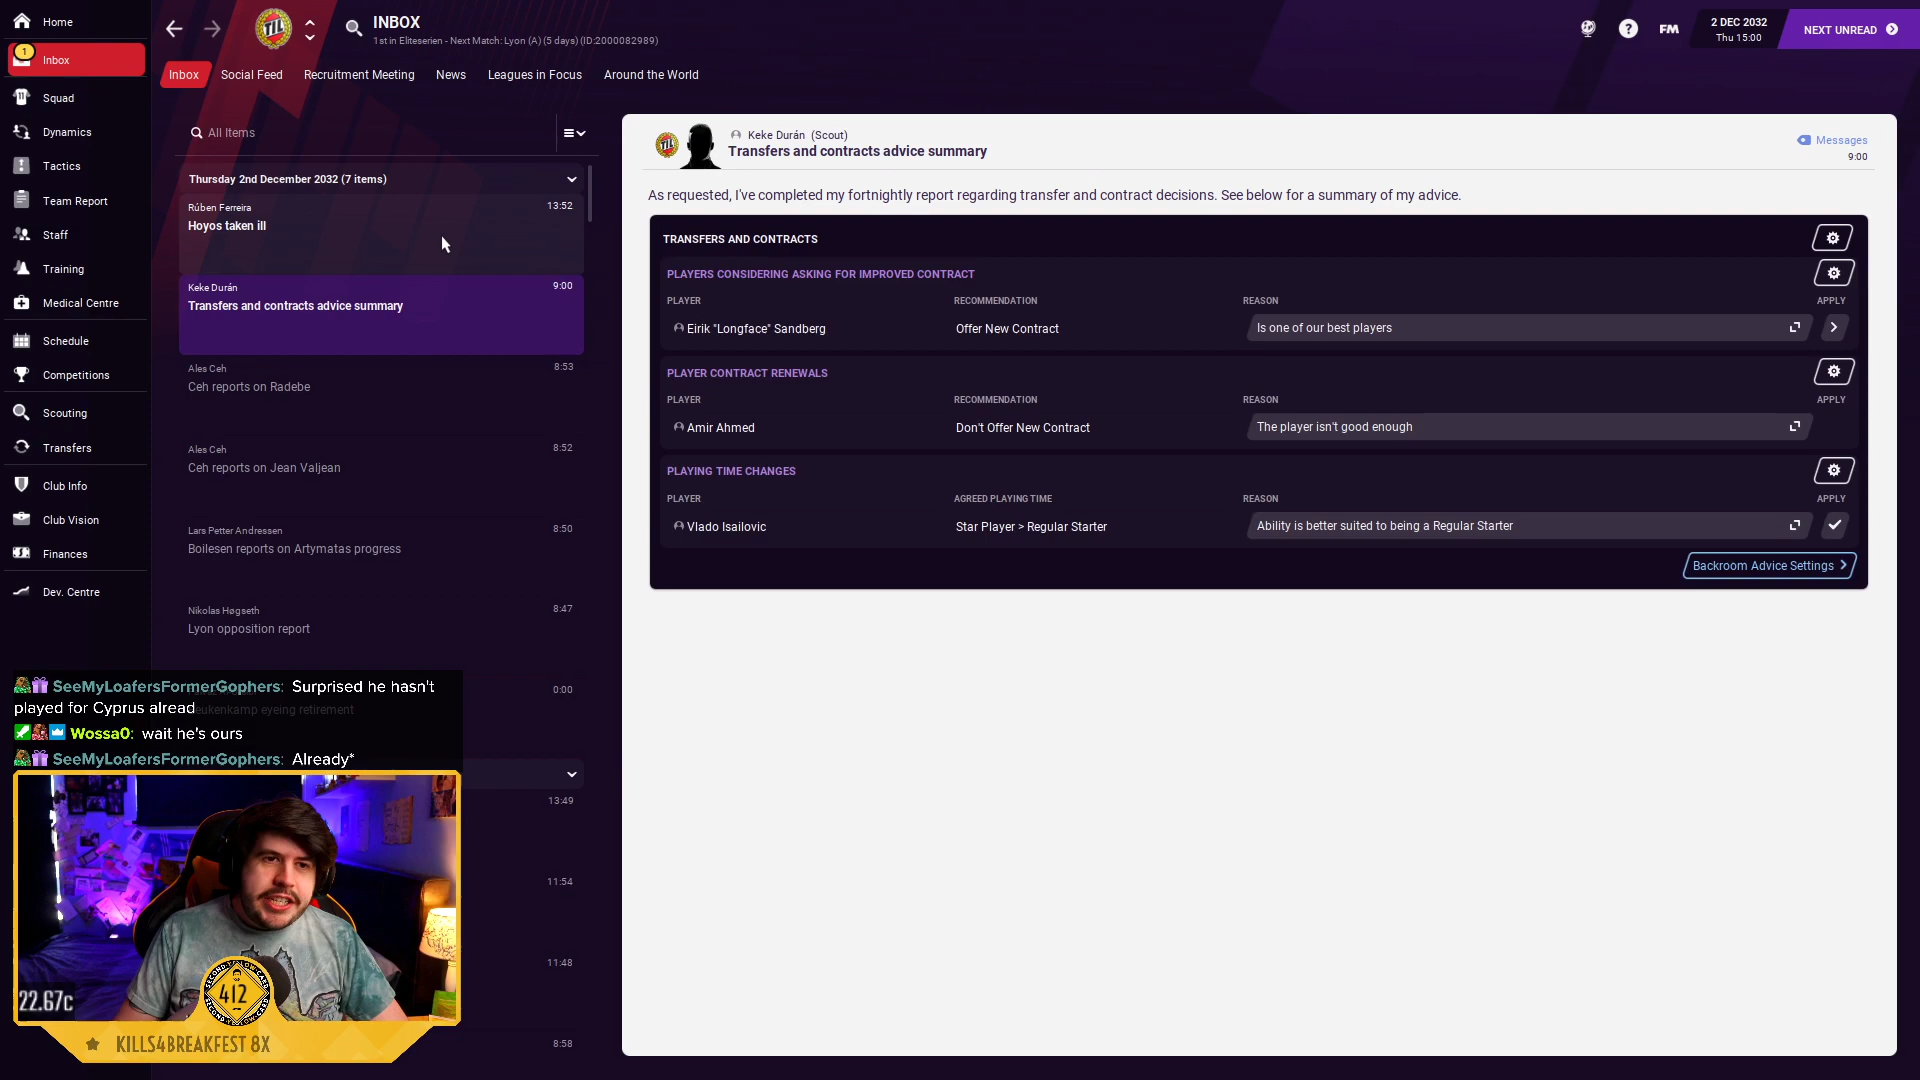 Home
Inbox
1
Squad
Dynamics
Tactics
Team Report
Staff
Training
Medical Centre
Schedule
Competitions
Scouting
Transfers
Club Info
Club Vision
Finances
Dev. Centre
TIL
INBOX
1st in Eliteserien - Next Match: Lyon (A) (5 days) (ID:2000082989)
?
FM
2 DEC 2032
Thu 15:00
NEXT UNREAD
Inbox
Social Feed
Recruitment Meeting
News
Leagues in Focus
Around the World
All Items
Thursday 2nd December 2032 (7 items)
Rúben Ferreira 13:52
Hoyos taken ill
Keke Durán 9:00
Transfers and contracts advice summary
Ales Ceh 8:53
Ceh reports on Radebe
Ales Ceh 8:52
Ceh reports on Jean Valjean
Lars Petter Andressen 8:50
Boilesen reports on Artymatas progress
Nikolas Høgseth 8:47
Lyon opposition report
0:00
eukenkamp eyeing retirement
13:49
11:54
11:48
8:58
TIL
Keke Durán (Scout)
Transfers and contracts advice summary
Messages
9:00
As requested, I've completed my fortnightly report regarding transfer and contract decisions. See below for a summary of my advice.
TRANSFERS AND CONTRACTS
PLAYERS CONSIDERING ASKING FOR IMPROVED CONTRACT
PLAYER RECOMMENDATION REASON APPLY
Eirik "Longface" Sandberg Offer New Contract Is one of our best players
PLAYER CONTRACT RENEWALS
PLAYER RECOMMENDATION REASON APPLY
Amir Ahmed Don't Offer New Contract The player isn't good enough
PLAYING TIME CHANGES
PLAYER AGREED PLAYING TIME REASON APPLY
Vlado Isailovic Star Player > Regular Starter Ability is better suited to being a Regular Starter
Backroom Advice Settings
SeeMyLoafersFormerGophers: Surprised he hasn't
played for Cyprus alread
Wossa0: wait he's ours
SeeMyLoafersFormerGophers: Already*
22.67c
SECOND YELLOW CARD
412
SECOND YELLOW CARD
KILLS4BREAKFEST 8X